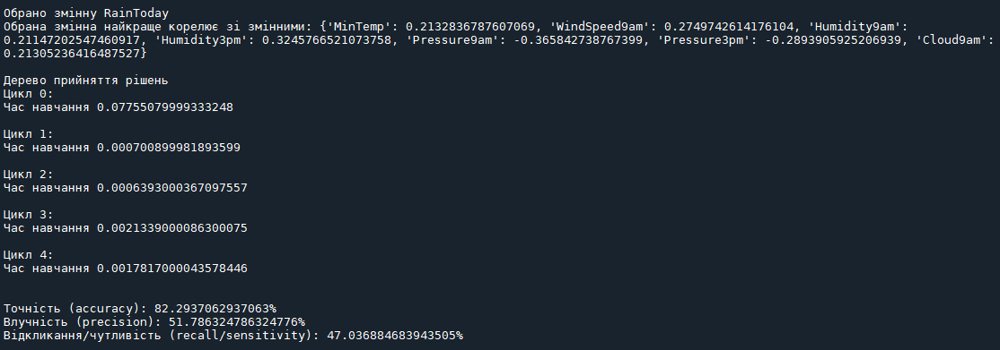 Обрано змінну RainToday
Обрана змінна найкраще корелює зі змінними: {'MinTemp': 0.2132836787607069, 'WindSpeed9am': 0.2749742614176104, 'Humidity9am':
0.21147202547460917, 'Humidity3pm': 0.3245766521073758, 'Pressure9am': -0.365842738767399, 'Pressure3pm': -0.2893905925206939, 'Cloud9am':
0.21305236416487527}
Дерево прийняття рішень
Цикл 0:
Час навчання 0.07755079999333248
Цикл 1:
Час навчання 0.000700899981893599
Цикл 2:
Час навчання 0.0006393000367097557
Цикл 3:
Час навчання 0.0021339000086300075
Цикл 4:
Час навчання 0.0017817000043578446
Точність (accuracy): 82.2937062937063%
Влучність (precision): 51.786324786324776%
Відкликання/чутливість (recall/sensitivity): 47.036884683943505%